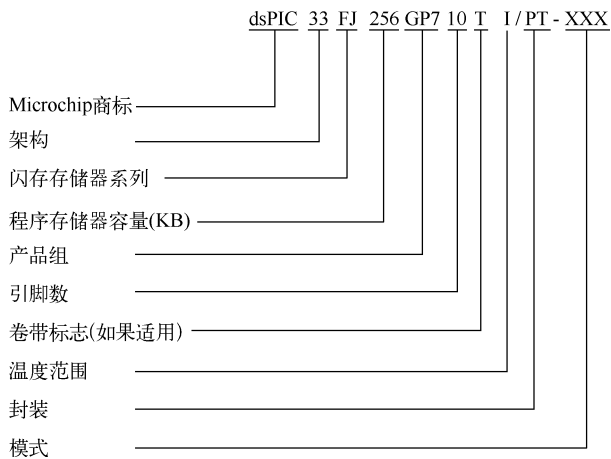 dsPIC 33 FJ 256 GP7 10 T I / PT - XXX
Microchip商标
架构
闪存存储器系列
程序存储器容量(KB)
产品组
引脚数
卷带标志(如果适用)
温度范围
封装
模式